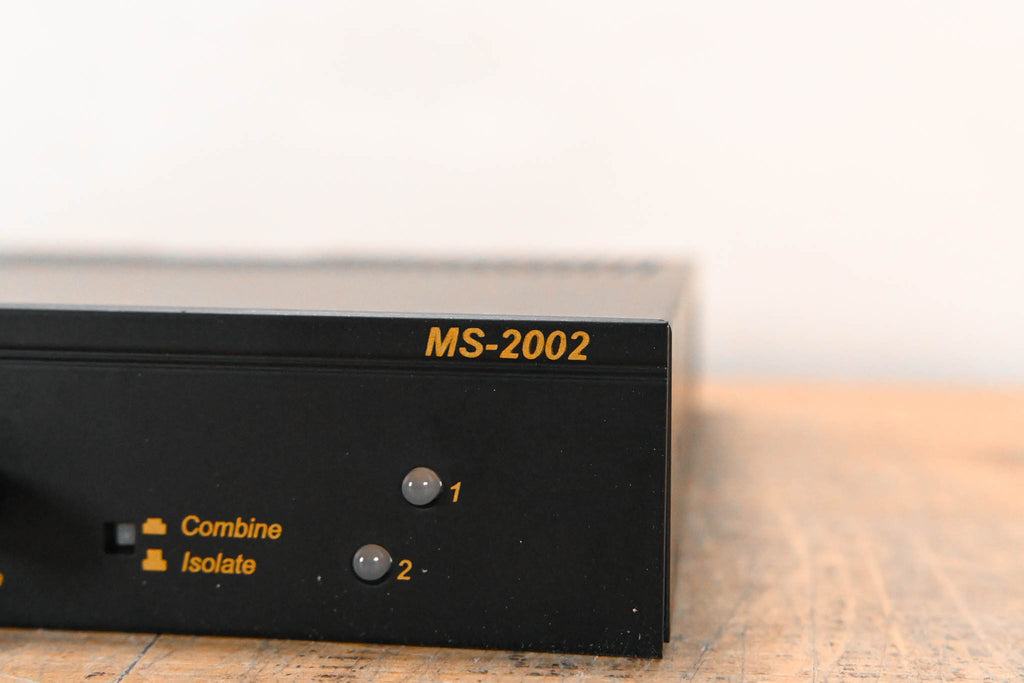 MS-2002
1
Combine
Isolate
2